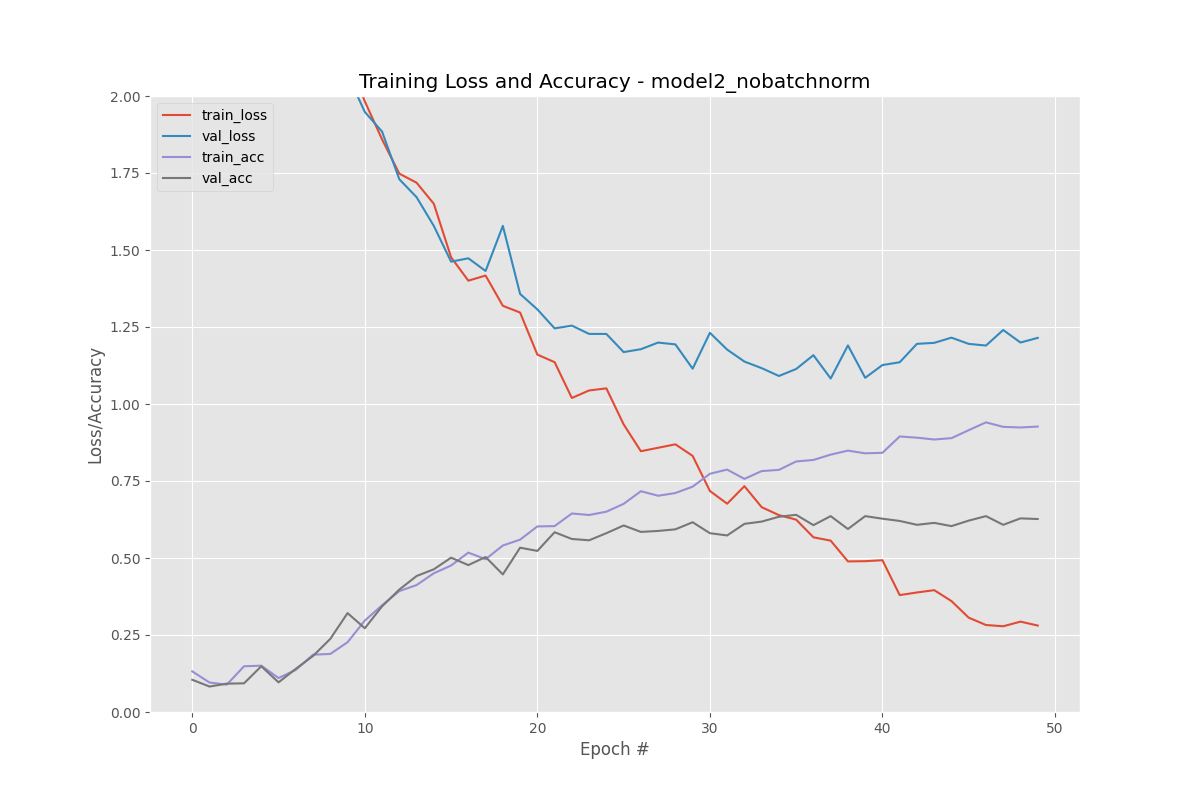 Training Loss and Accuracy - model2_nobatchnorm
train_loss
val_loss
train_acc
val_acc
2.00
1.75
1.50
1.25
1.00
0.75
0.50
0.25
0.00
Loss/Accuracy
0 10 20 30 40 50
Epoch #